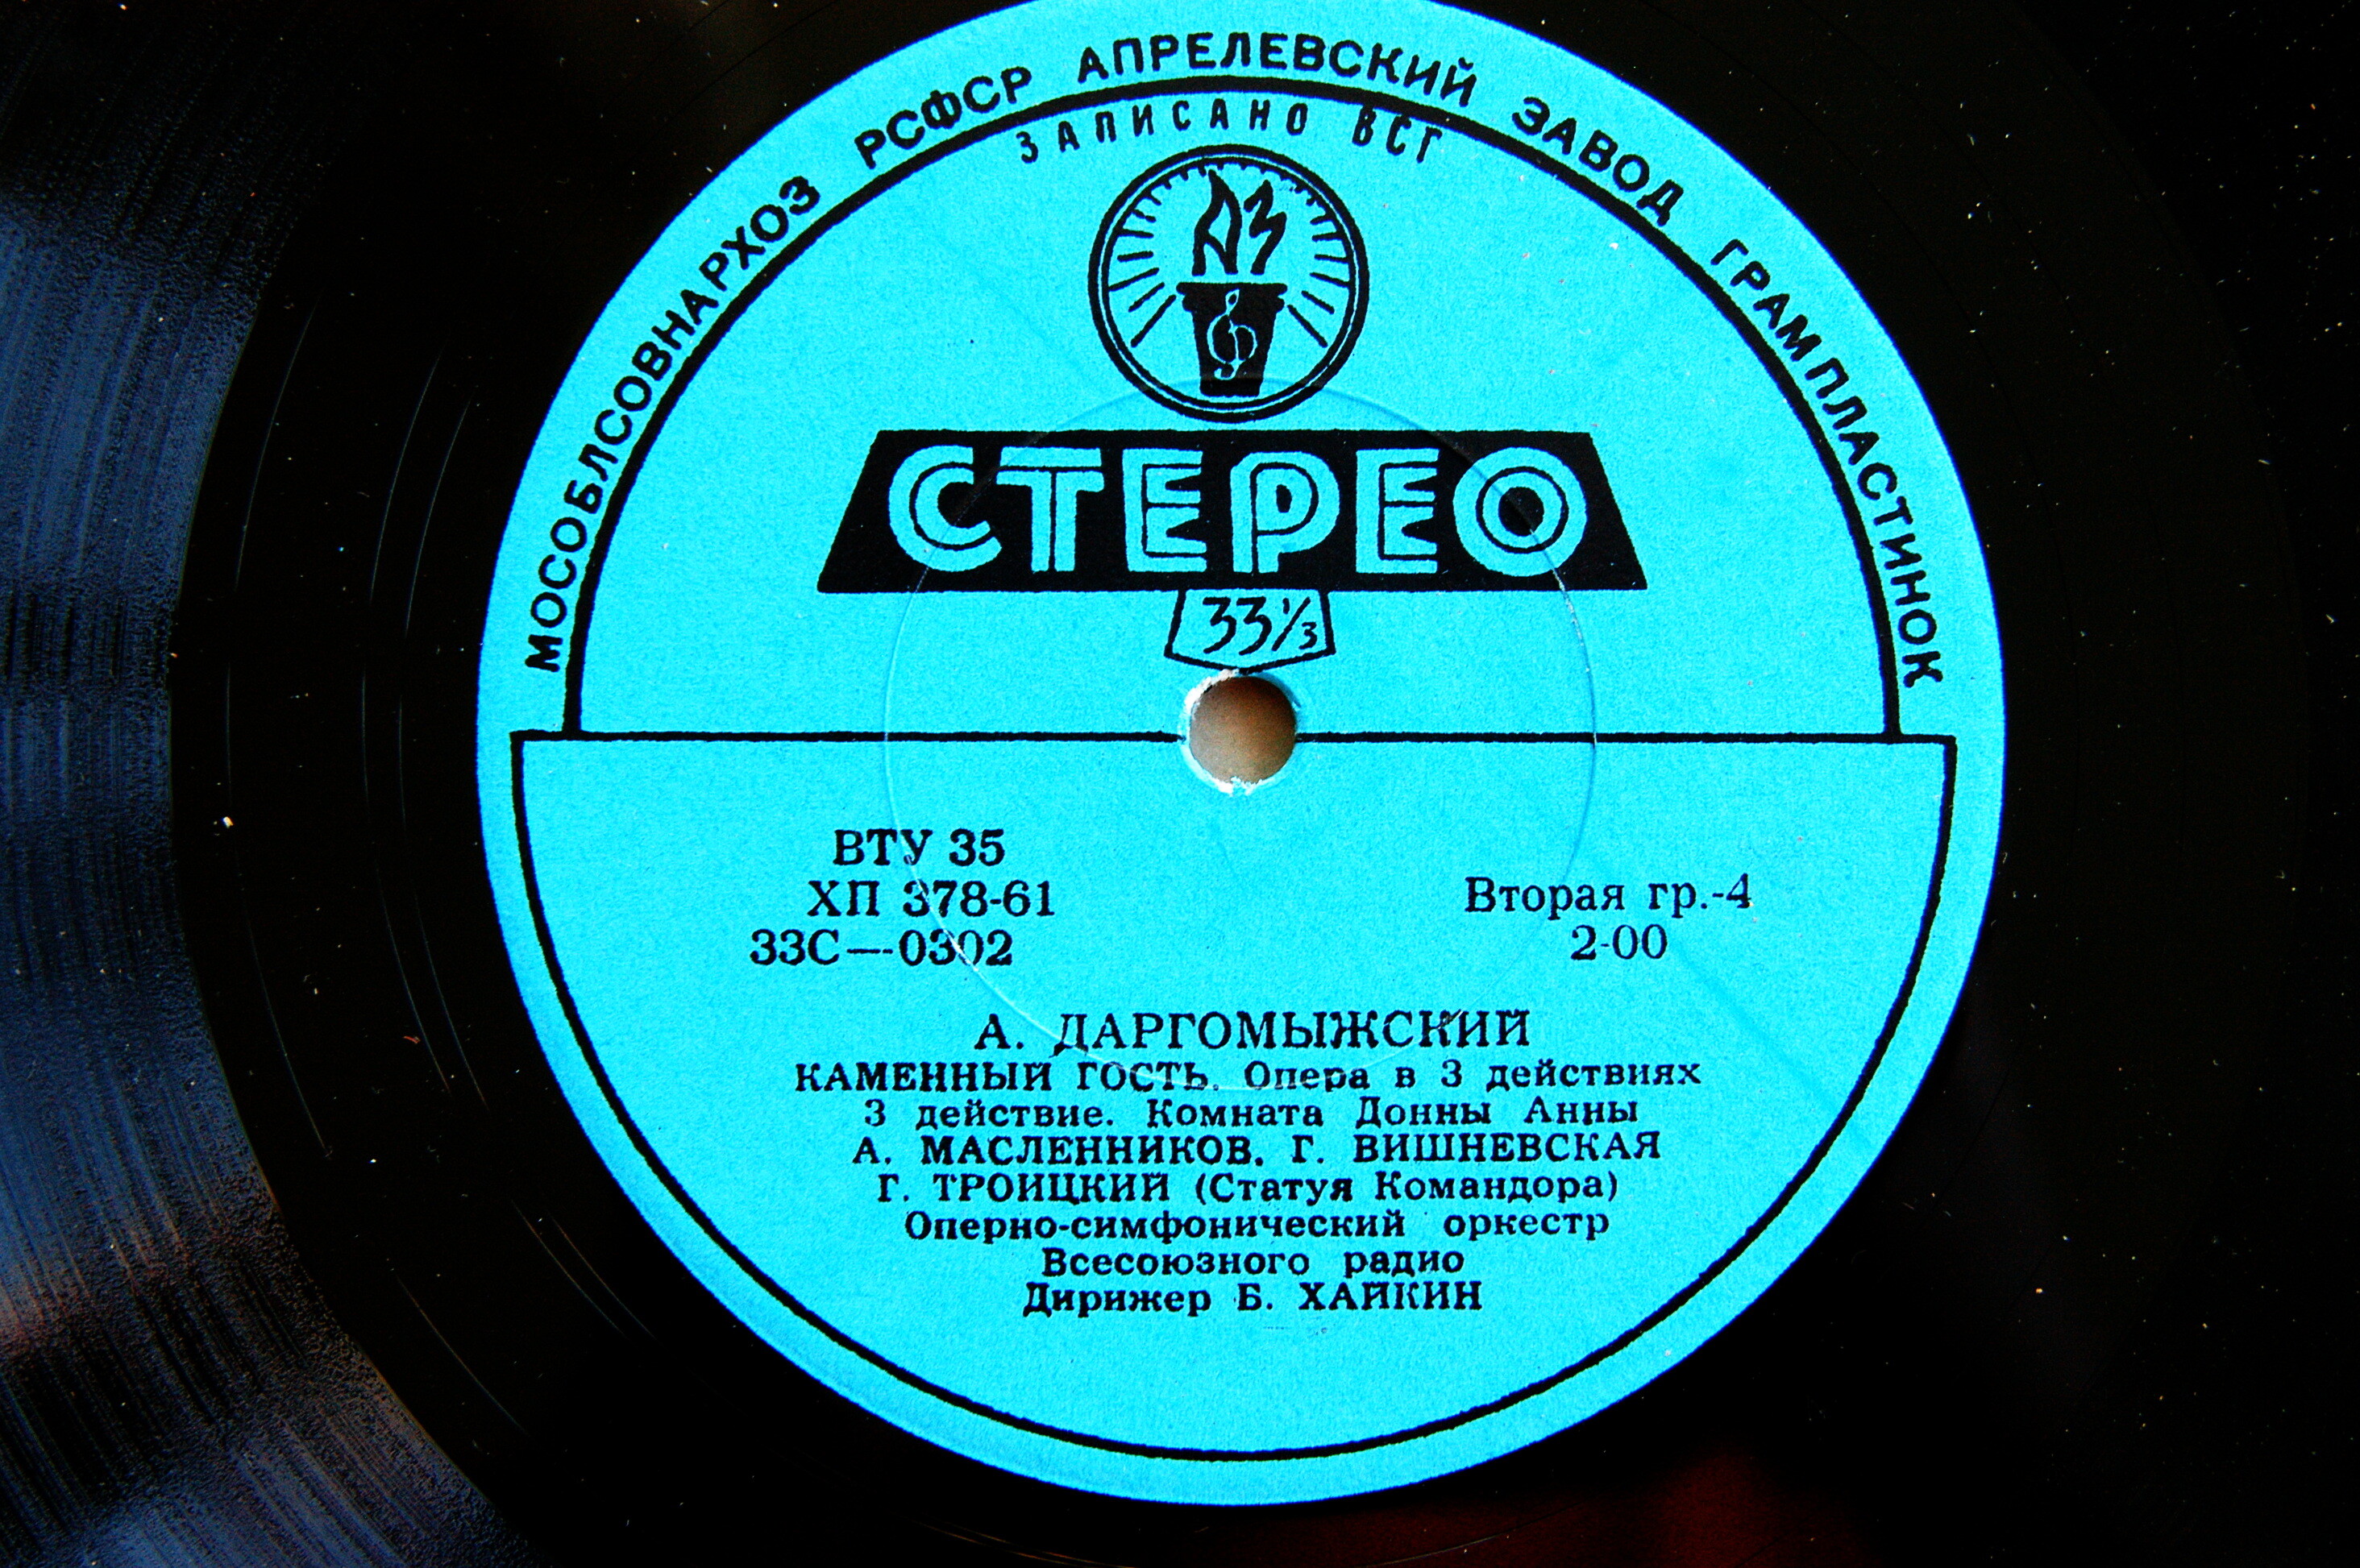 МОСОБЛСОВНАРХОЗ РСФСР АПРЕЛЕВСКИЙ ЗАВОД ГРАМПЛАСТИНОК
ЗАПИСАНО ВСГ
АЗ
СТЕРЕО
33⅓
ВТУ 35
ХП 378-61
33С—0302
Вторая гр.-4
2-00
А. ДАРГОМЫЖСКИЙ
КАМЕННЫЙ ГОСТЬ. Опера в 3 действиях
3 действие. Комната Донны Анны
А. МАСЛЕННИКОВ, Г. ВИШНЕВСКАЯ
Г. ТРОИЦКИЙ (Статуя Командора)
Оперно-симфонический оркестр
Всесоюзного радио
Дирижер Б. ХАЙКИН